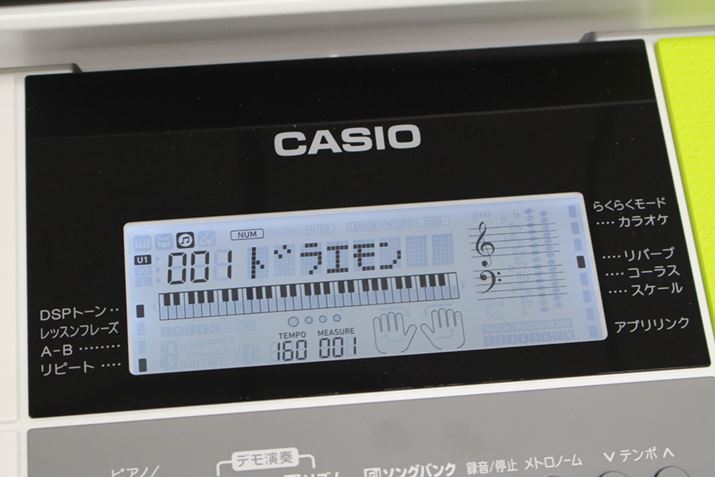 CASIO
NUM
U1
001 ドラエモン
TEMPO MEASURE
160 001
DSPトーン
レッスンフレーズ
A-B
リピート
らくらくモード
カラオケ
リバーブ
コーラス
スケール
アプリリンク
デモ演奏
ピアノ/
リズム
ソングバンク
録音/停止
メトロノーム
∨テンポ∧